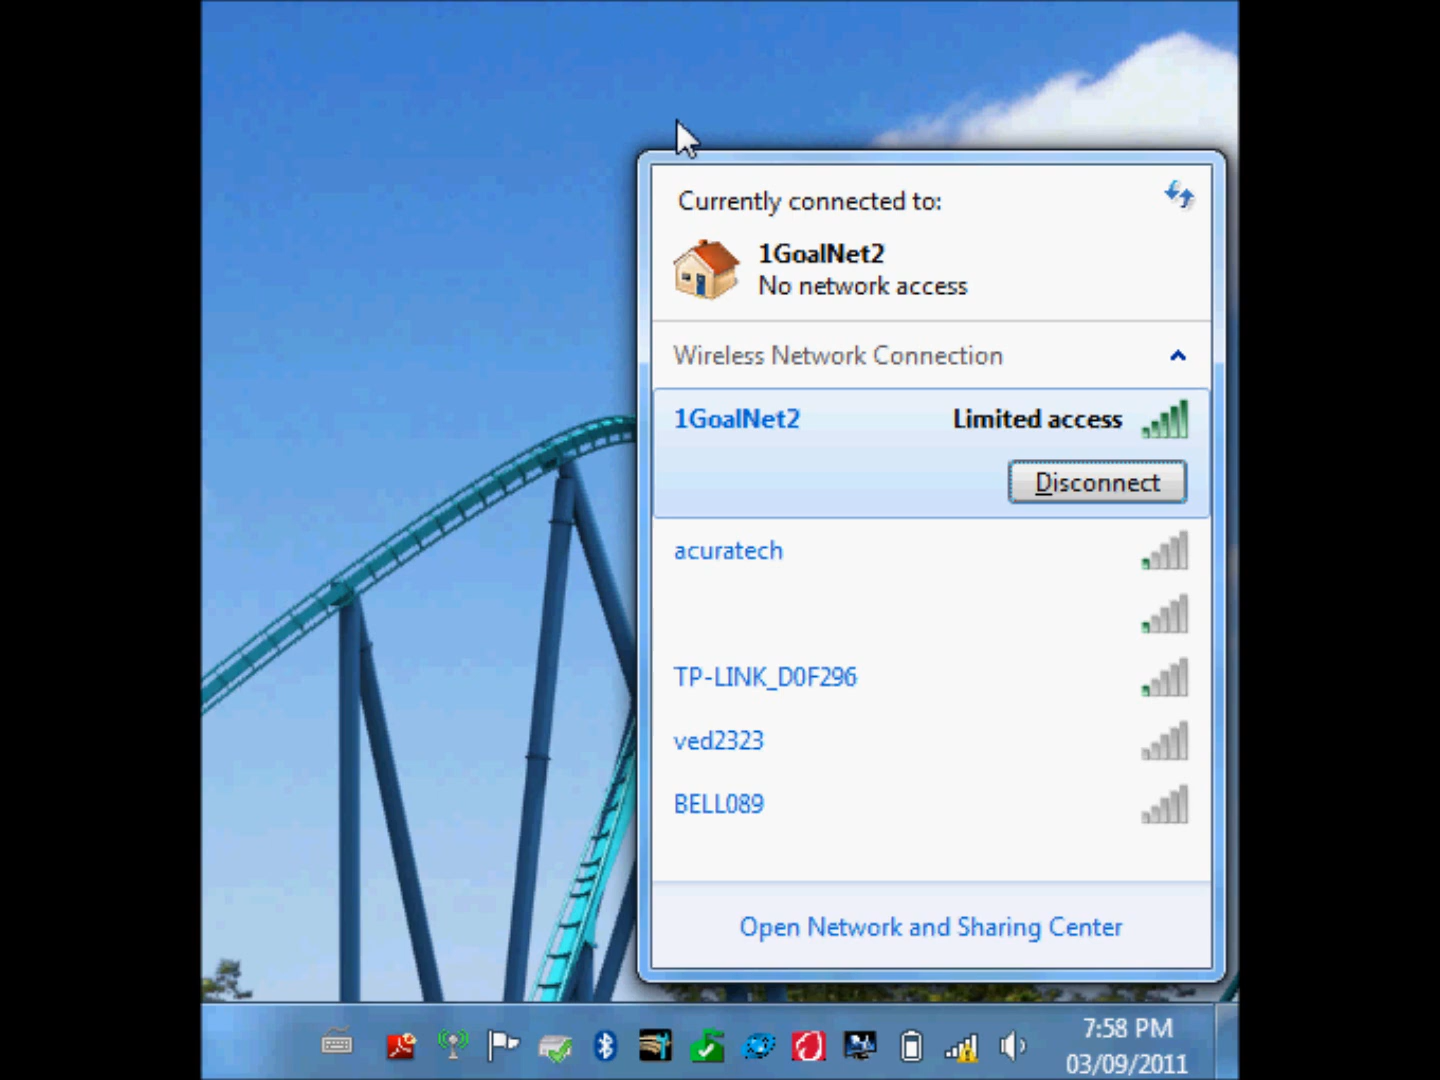 Currently connected to:
1GoalNet2
No network access
Wireless Network Connection
1GoalNet2 Limited access
Disconnect
acuratech
TP-LINK_D0F296
ved2323
BELL089
Open Network and Sharing Center
7:58 PM
03/09/2011